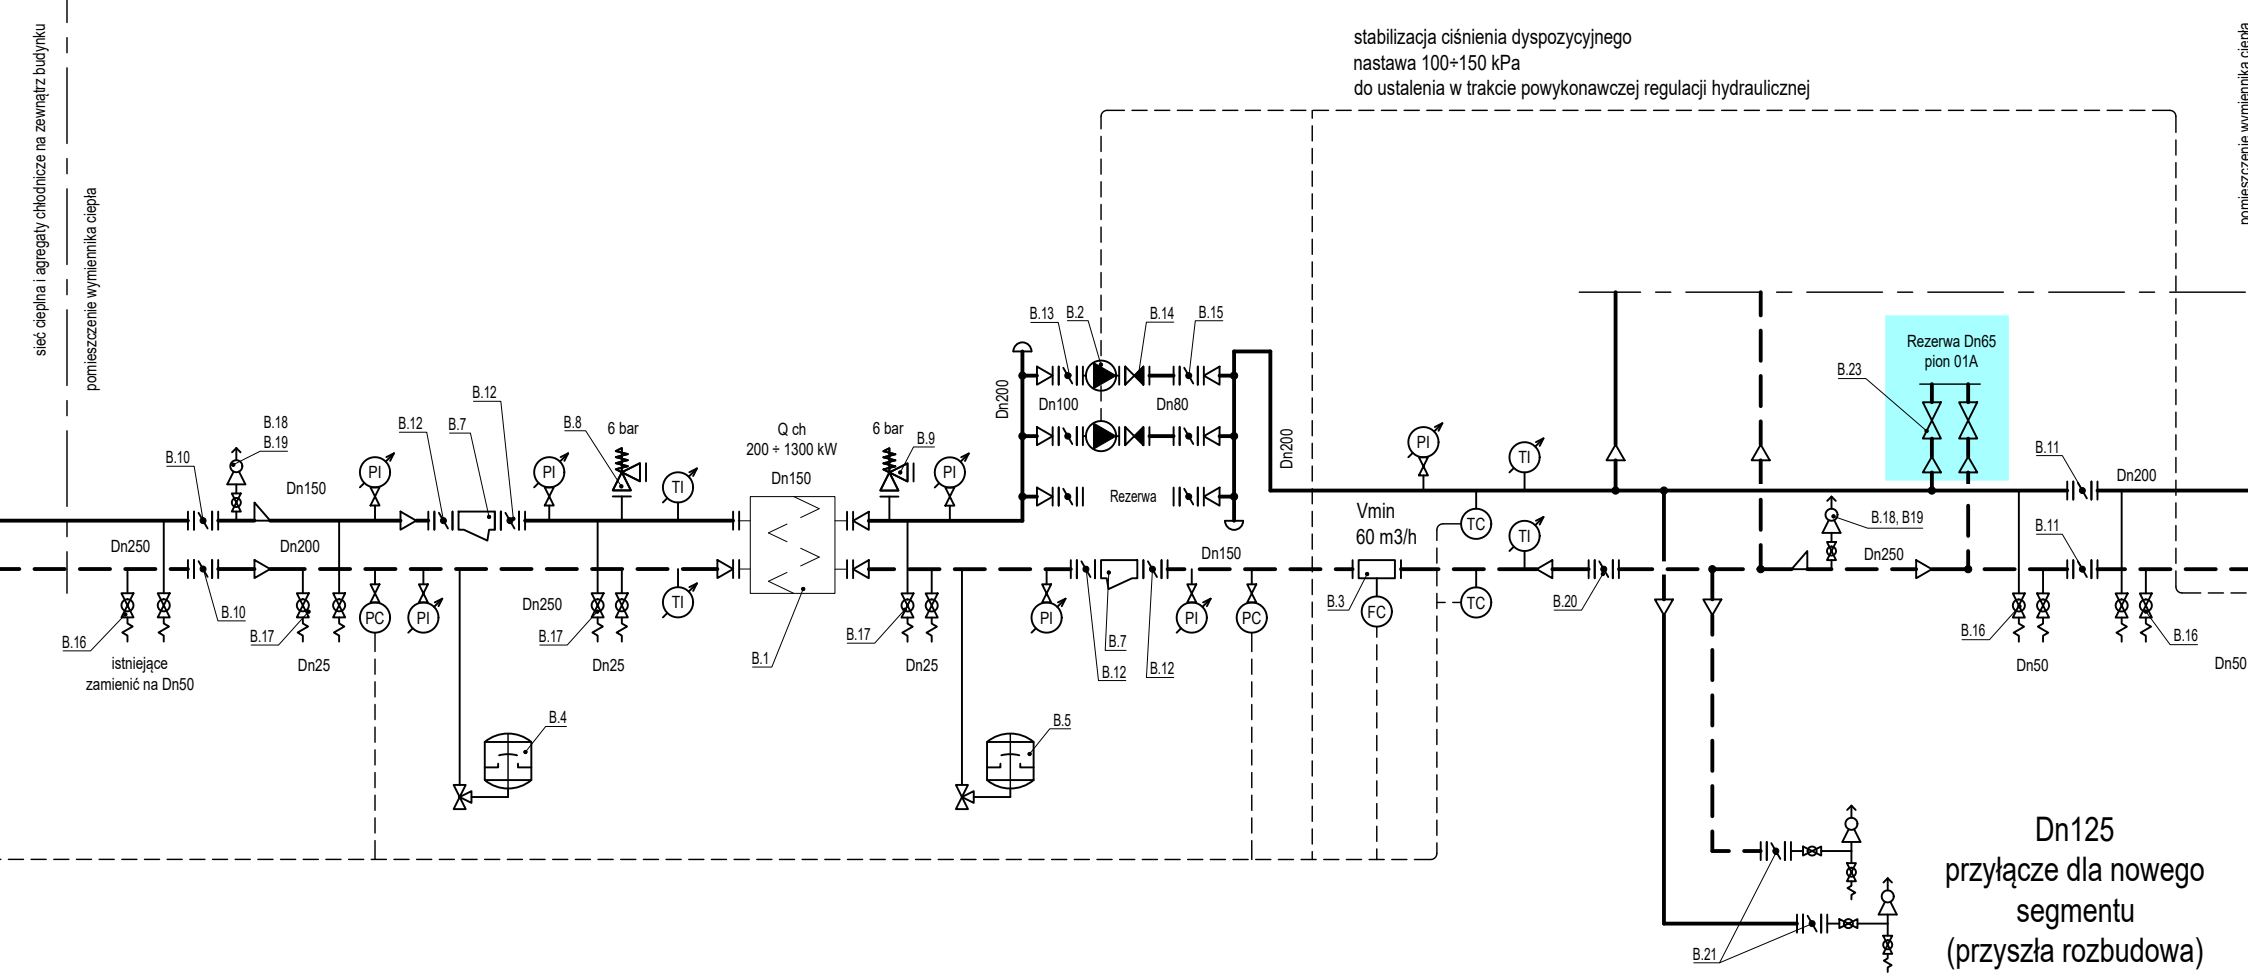 sieć cieplna i agregaty chłodnicze na zewnątrz budynku
pomieszczenie wymiennika ciepła
stabilizacja ciśnienia dyspozycyjnego
nastawa 100÷150 kPa
do ustalenia w trakcie powykonawczej regulacji hydraulicznej
pomieszczenie wymiennika ciepła
B.13
B.2
B.14
B.15
Dn200
Dn100
Dn80
Dn200
Rezerwa
Rezerwa Dn65
pion 01A
B.23
B.10
B.18
B.19
Dn150
PI
B.12
B.7
B.12
PI
B.8
6 bar
TI
Q ch
200 ÷ 1300 kW
Dn150
6 bar
B.9
PI
PI
TI
B.11
Dn200
Vmin
60 m3/h
TC
TI
B.18, B19
B.11
Dn250
Dn200
Dn150
Dn250
B.16
B.10
B.17
PC
PI
Dn250
B.17
TI
B.1
B.17
PI
B.7
B.12
B.12
PI
PC
B.3
FC
TC
B.20
B.16
B.16
istniejące
zamienić na Dn50
Dn25
Dn25
Dn25
Dn50
Dn50
B.4
B.5
Dn125
przyłącze dla nowego
segmentu
(przyszła rozbudowa)
B.21